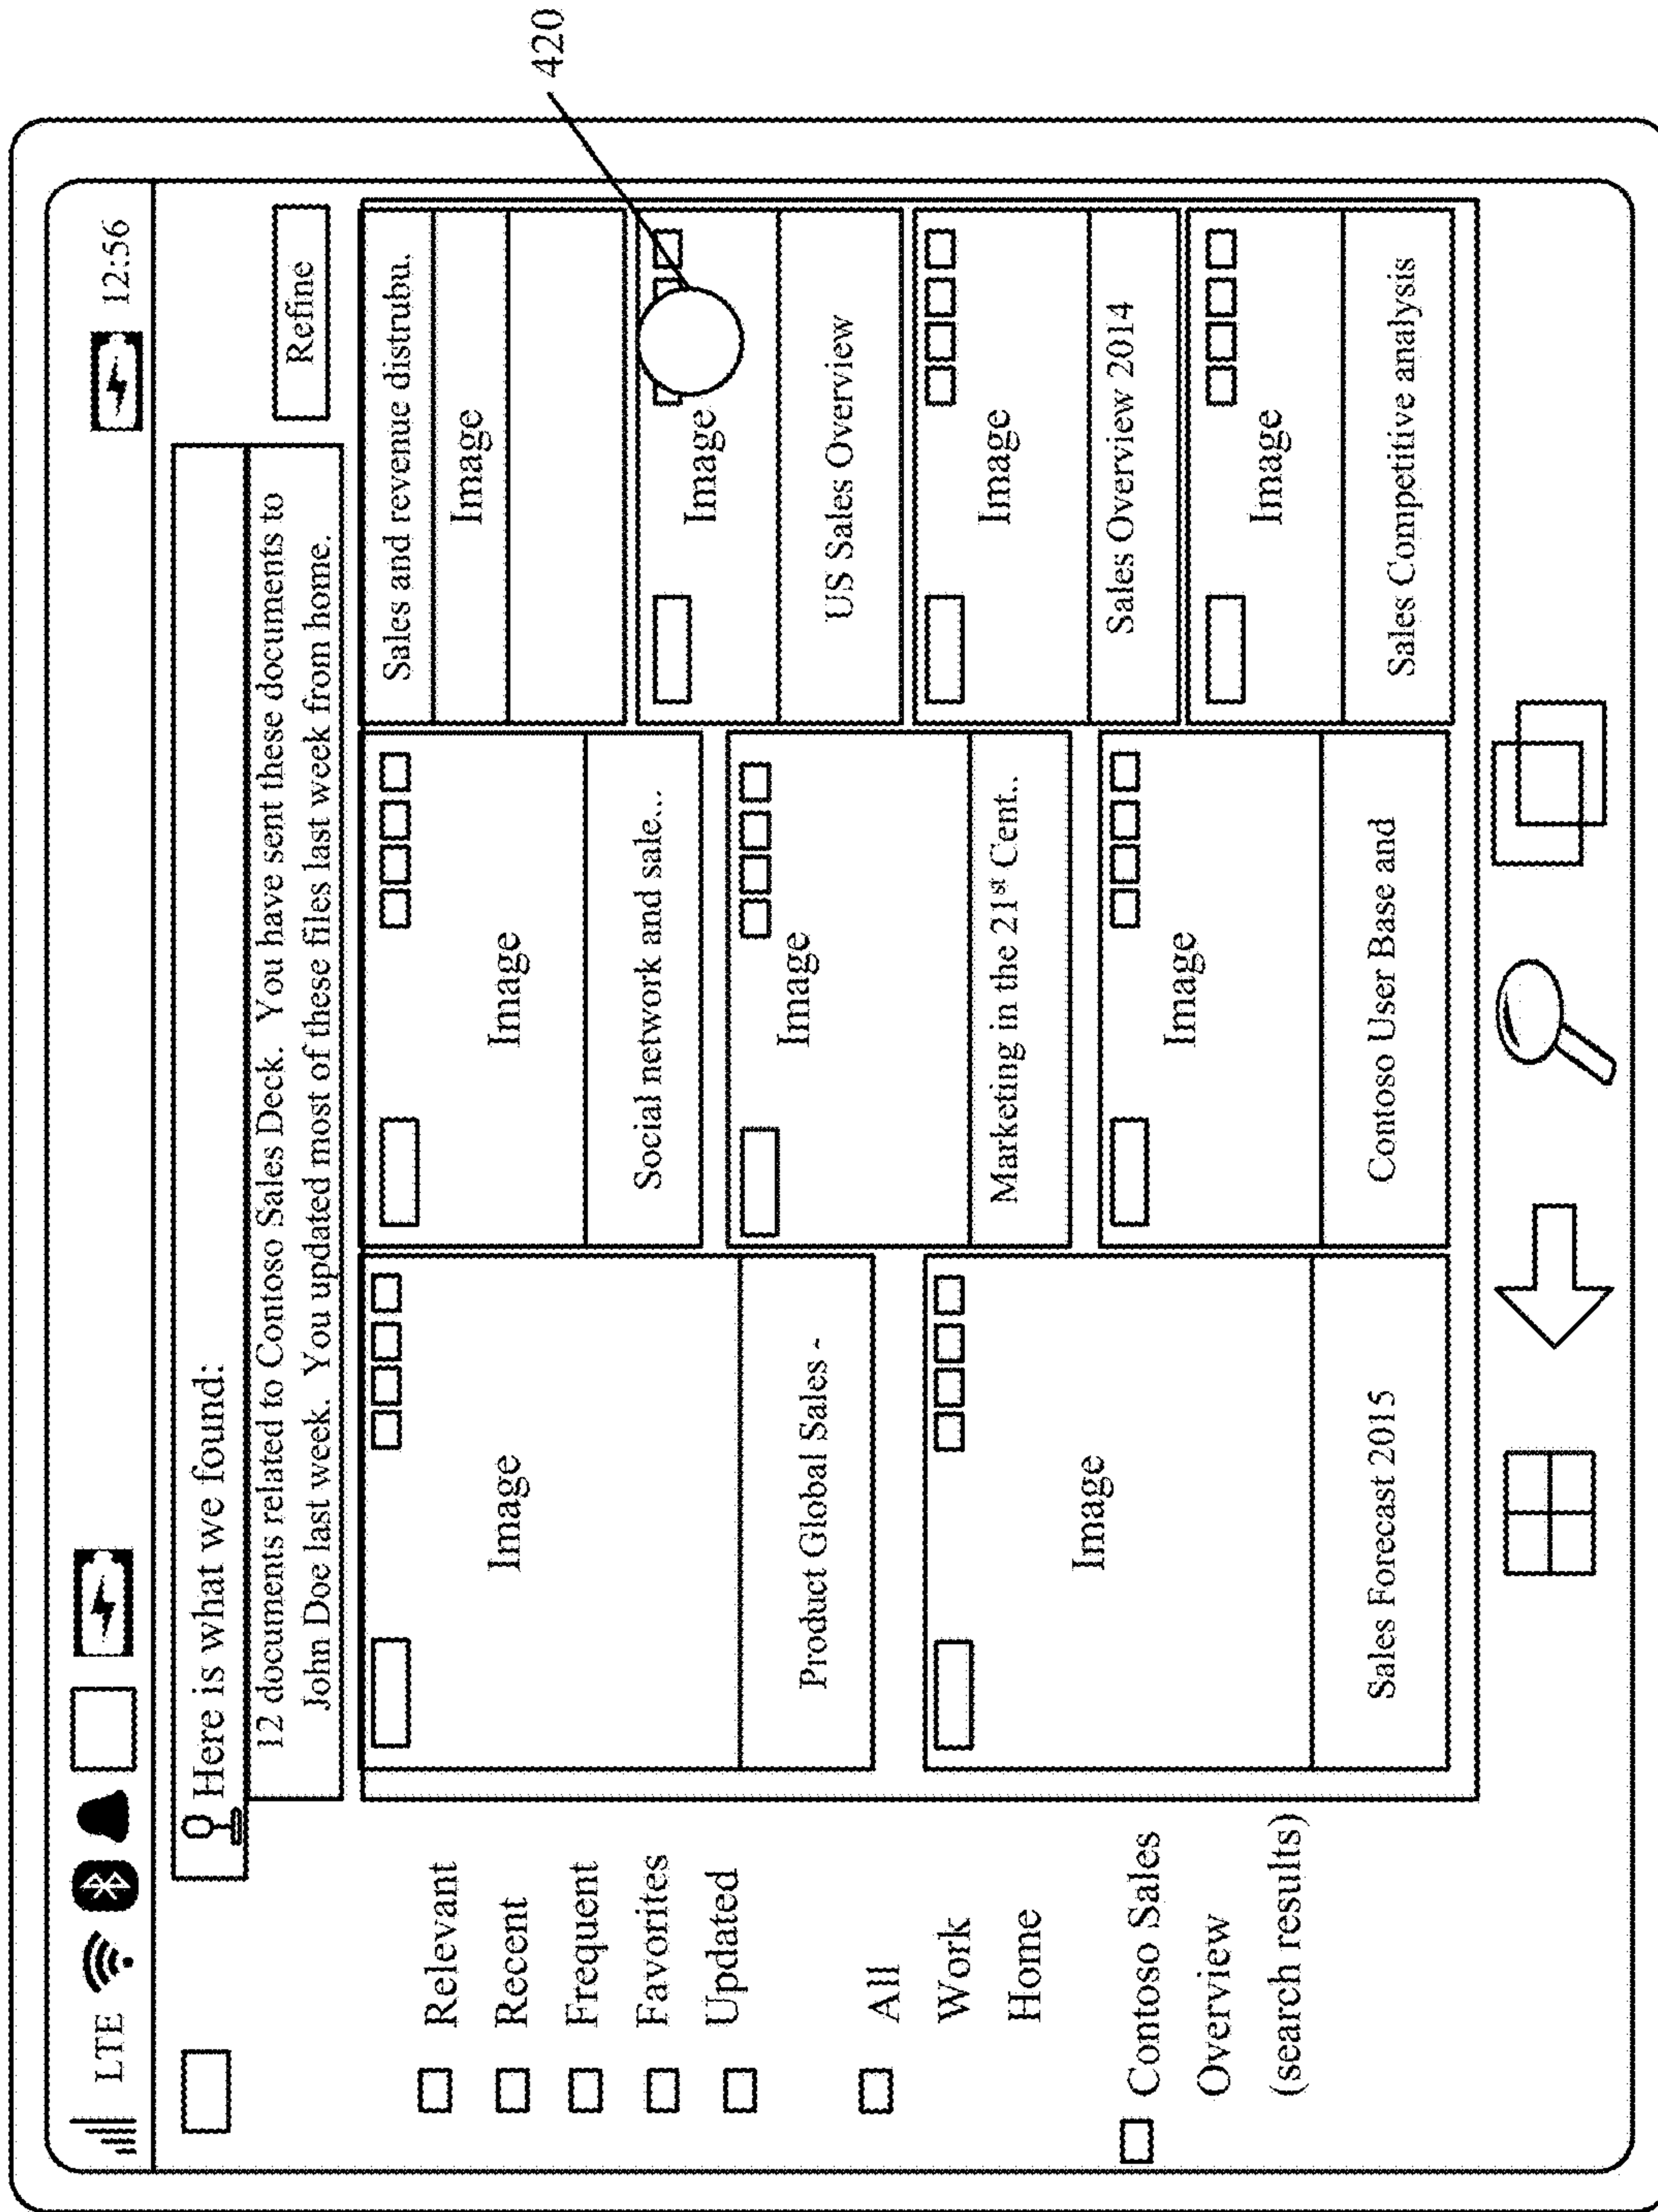 LTE
12:56
Here is what we found:
Refine
12 documents related to Contoso Sales Deck. You have sent these documents to
John Doe last week. You updated most of these files last week from home.
Relevant
Recent
Frequent
Favorites
Updated
All
Work
Home
Contoso Sales
Overview
(search results)
Image
Product Global Sales -
Image
Sales Forecast 2015
Image
Social network and sale...
Image
Marketing in the 21st Cent..
Image
Contoso User Base and
Sales and revenue distrubu.
Image
Image
US Sales Overview
Image
Sales Overview 2014
Image
Sales Competitive analysis
420